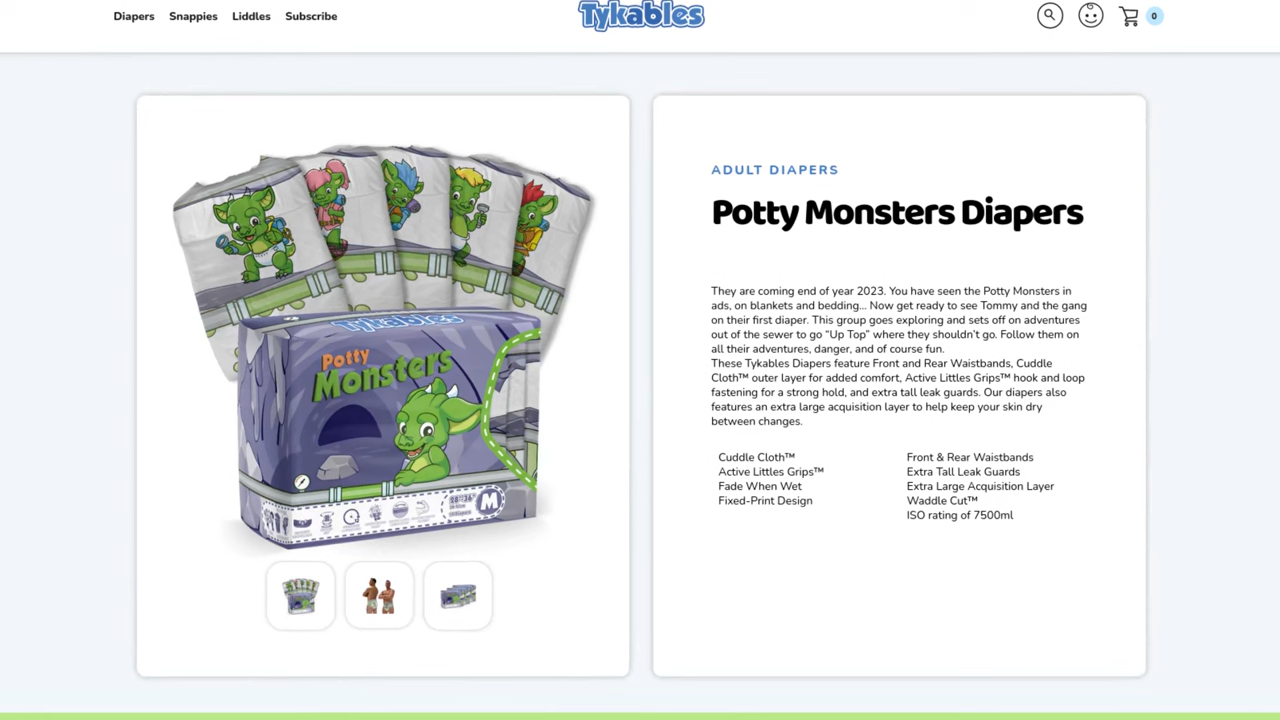 Diapers Snappies Liddles Subscribe
Tykables
0
ADULT DIAPERS
Potty Monsters Diapers
They are coming end of year 2023. You have seen the Potty Monsters in
ads, on blankets and bedding... Now get ready to see Tommy and the gang
on their first diaper. This group goes exploring and sets off on adventures
out of the sewer to go “Up Top” where they shouldn’t go. Follow them on
all their adventures, danger, and of course fun.
These Tykables Diapers feature Front and Rear Waistbands, Cuddle
Cloth™ outer layer for added comfort, Active Littles Grips™ hook and loop
fastening for a strong hold, and extra tall leak guards. Our diapers also
features an extra large acquisition layer to help keep your skin dry
between changes.
Cuddle Cloth™
Active Littles Grips™
Fade When Wet
Fixed-Print Design
Front & Rear Waistbands
Extra Tall Leak Guards
Extra Large Acquisition Layer
Waddle Cut™
ISO rating of 7500ml
Tykables
Potty
Monsters
M